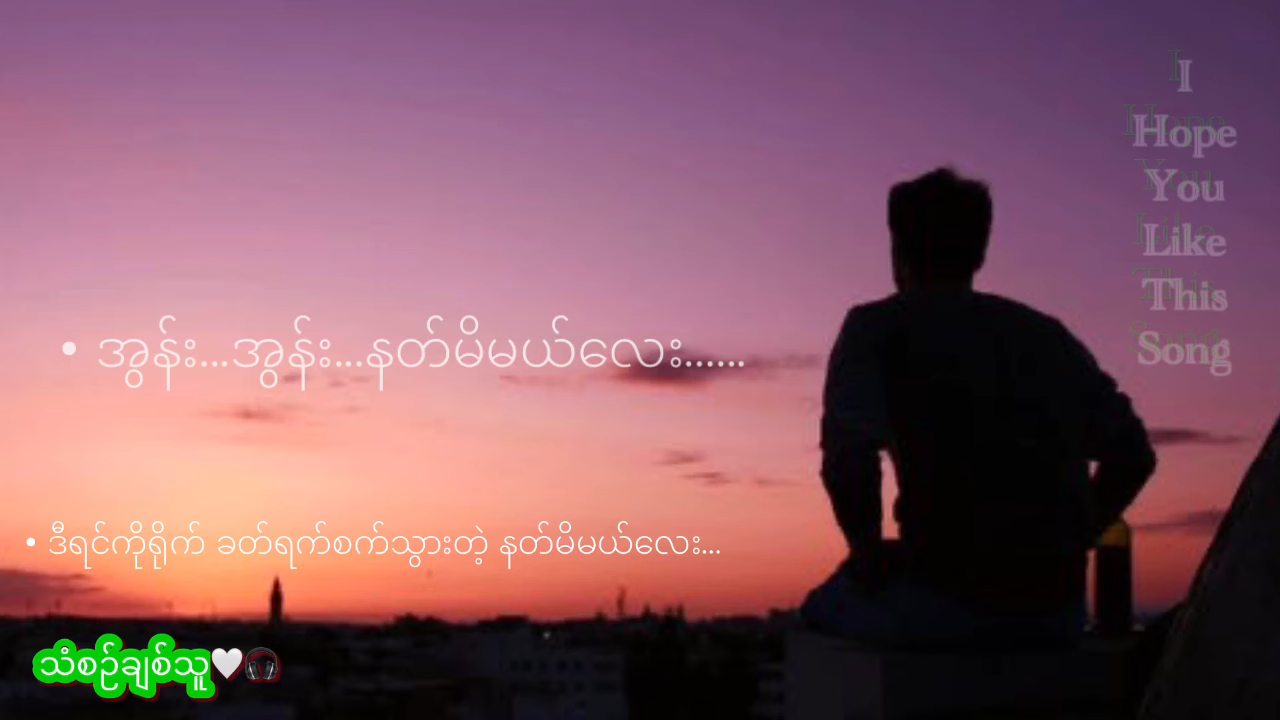 I
Hope
You
Like
This
Song
• အွန်း...အွန်း...နတ်မိမယ်လေး......
• ဒီရင်ကိုရိုက် ခတ်ရက်စက်သွားတဲ့ နတ်မိမယ်လေး...
သံစဉ်ချစ်သူ🤍🎧